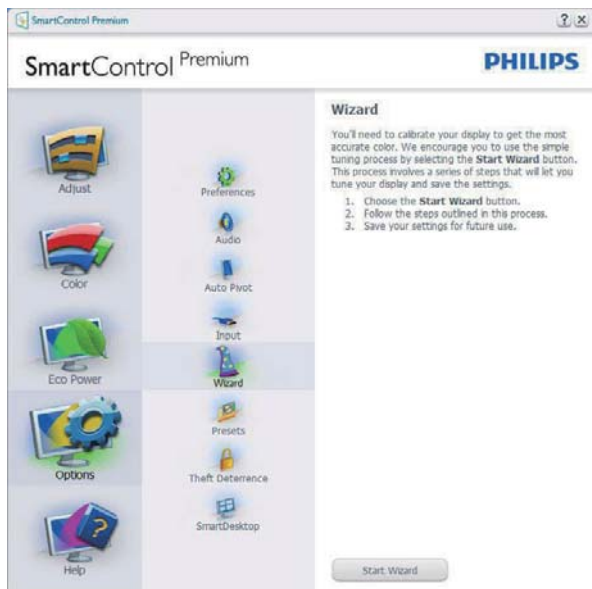 SmartControl Premium
? X
SmartControl Premium
PHILIPS
Adjust
Color
Eco Power
Options
Help
Preferences
Audio
Auto Pivot
Input
Wizard
Presets
Theft Deterrence
SmartDesktop
Wizard
You'll need to calibrate your display to get the most
accurate color. We encourage you to use the simple
tuning process by selecting the Start Wizard button.
This process involves a series of steps that will let you
tune your display and save the settings.
1. Choose the Start Wizard button.
2. Follow the steps outlined in this process.
3. Save your settings for future use.
Start Wizard